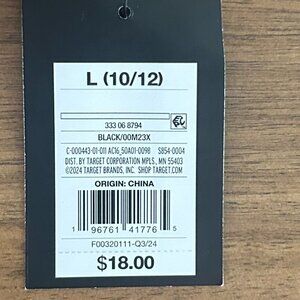 L (10/12)
333 06 8794
BLACK/00M23X
C-000443-01-011 AC16_50A01-0098 S854-0004
DIST. BY TARGET CORPORATION MPLS., MN 55403
©2024 TARGET BRANDS, INC. SHOP TARGET.COM
ORIGIN: CHINA
1 96761 41776 5
F00320111-Q3/24
$18.00